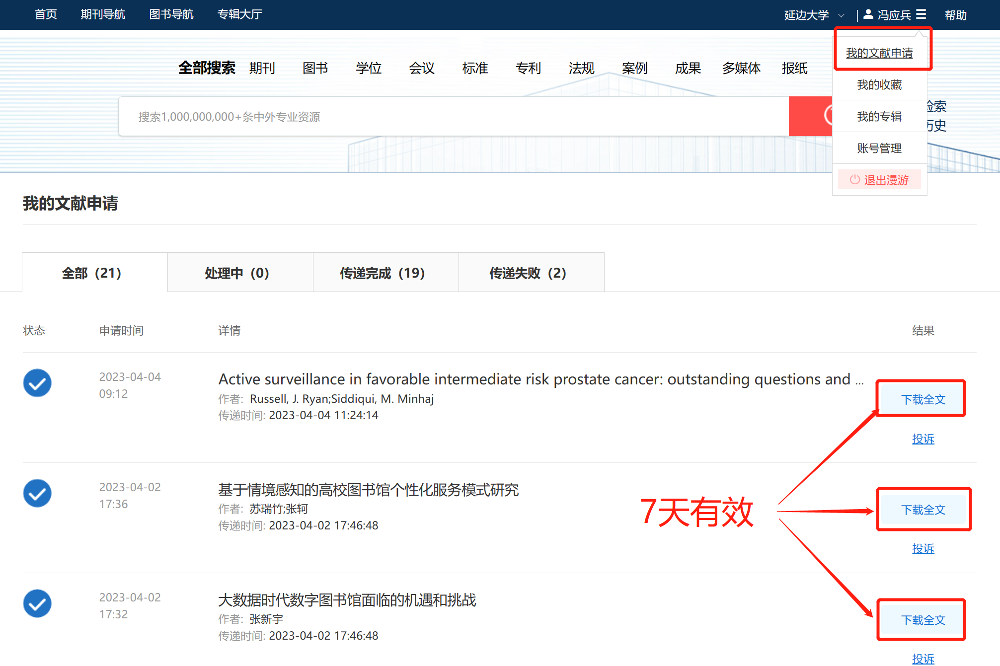 首页 期刊导航 图书导航 专辑大厅 延边大学 | 冯应兵 帮助
我的文献申请
全部搜索 期刊 图书 学位 会议 标准 专利 法规 案例 成果 多媒体 报纸
我的收藏
检索
搜索1,000,000,000+条中外专业资源
我的专辑
历史
账号管理
退出漫游
我的文献申请
全部（21） 处理中（0） 传递完成（19） 传递失败（2）
状态 申请时间 详情 结果
2023-04-04
09:12
Active surveillance in favorable intermediate risk prostate cancer: outstanding questions and ...
作者: Russell, J. Ryan;Siddiqui, M. Minhaj
传递时间: 2023-04-04 11:24:14
下载全文
投诉
2023-04-02
17:36
基于情境感知的高校图书馆个性化服务模式研究
作者: 苏瑞竹;张轲
传递时间: 2023-04-02 17:46:48
7天有效
下载全文
投诉
2023-04-02
17:32
大数据时代数字图书馆面临的机遇和挑战
作者: 张新宇
传递时间: 2023-04-02 17:46:48
下载全文
投诉